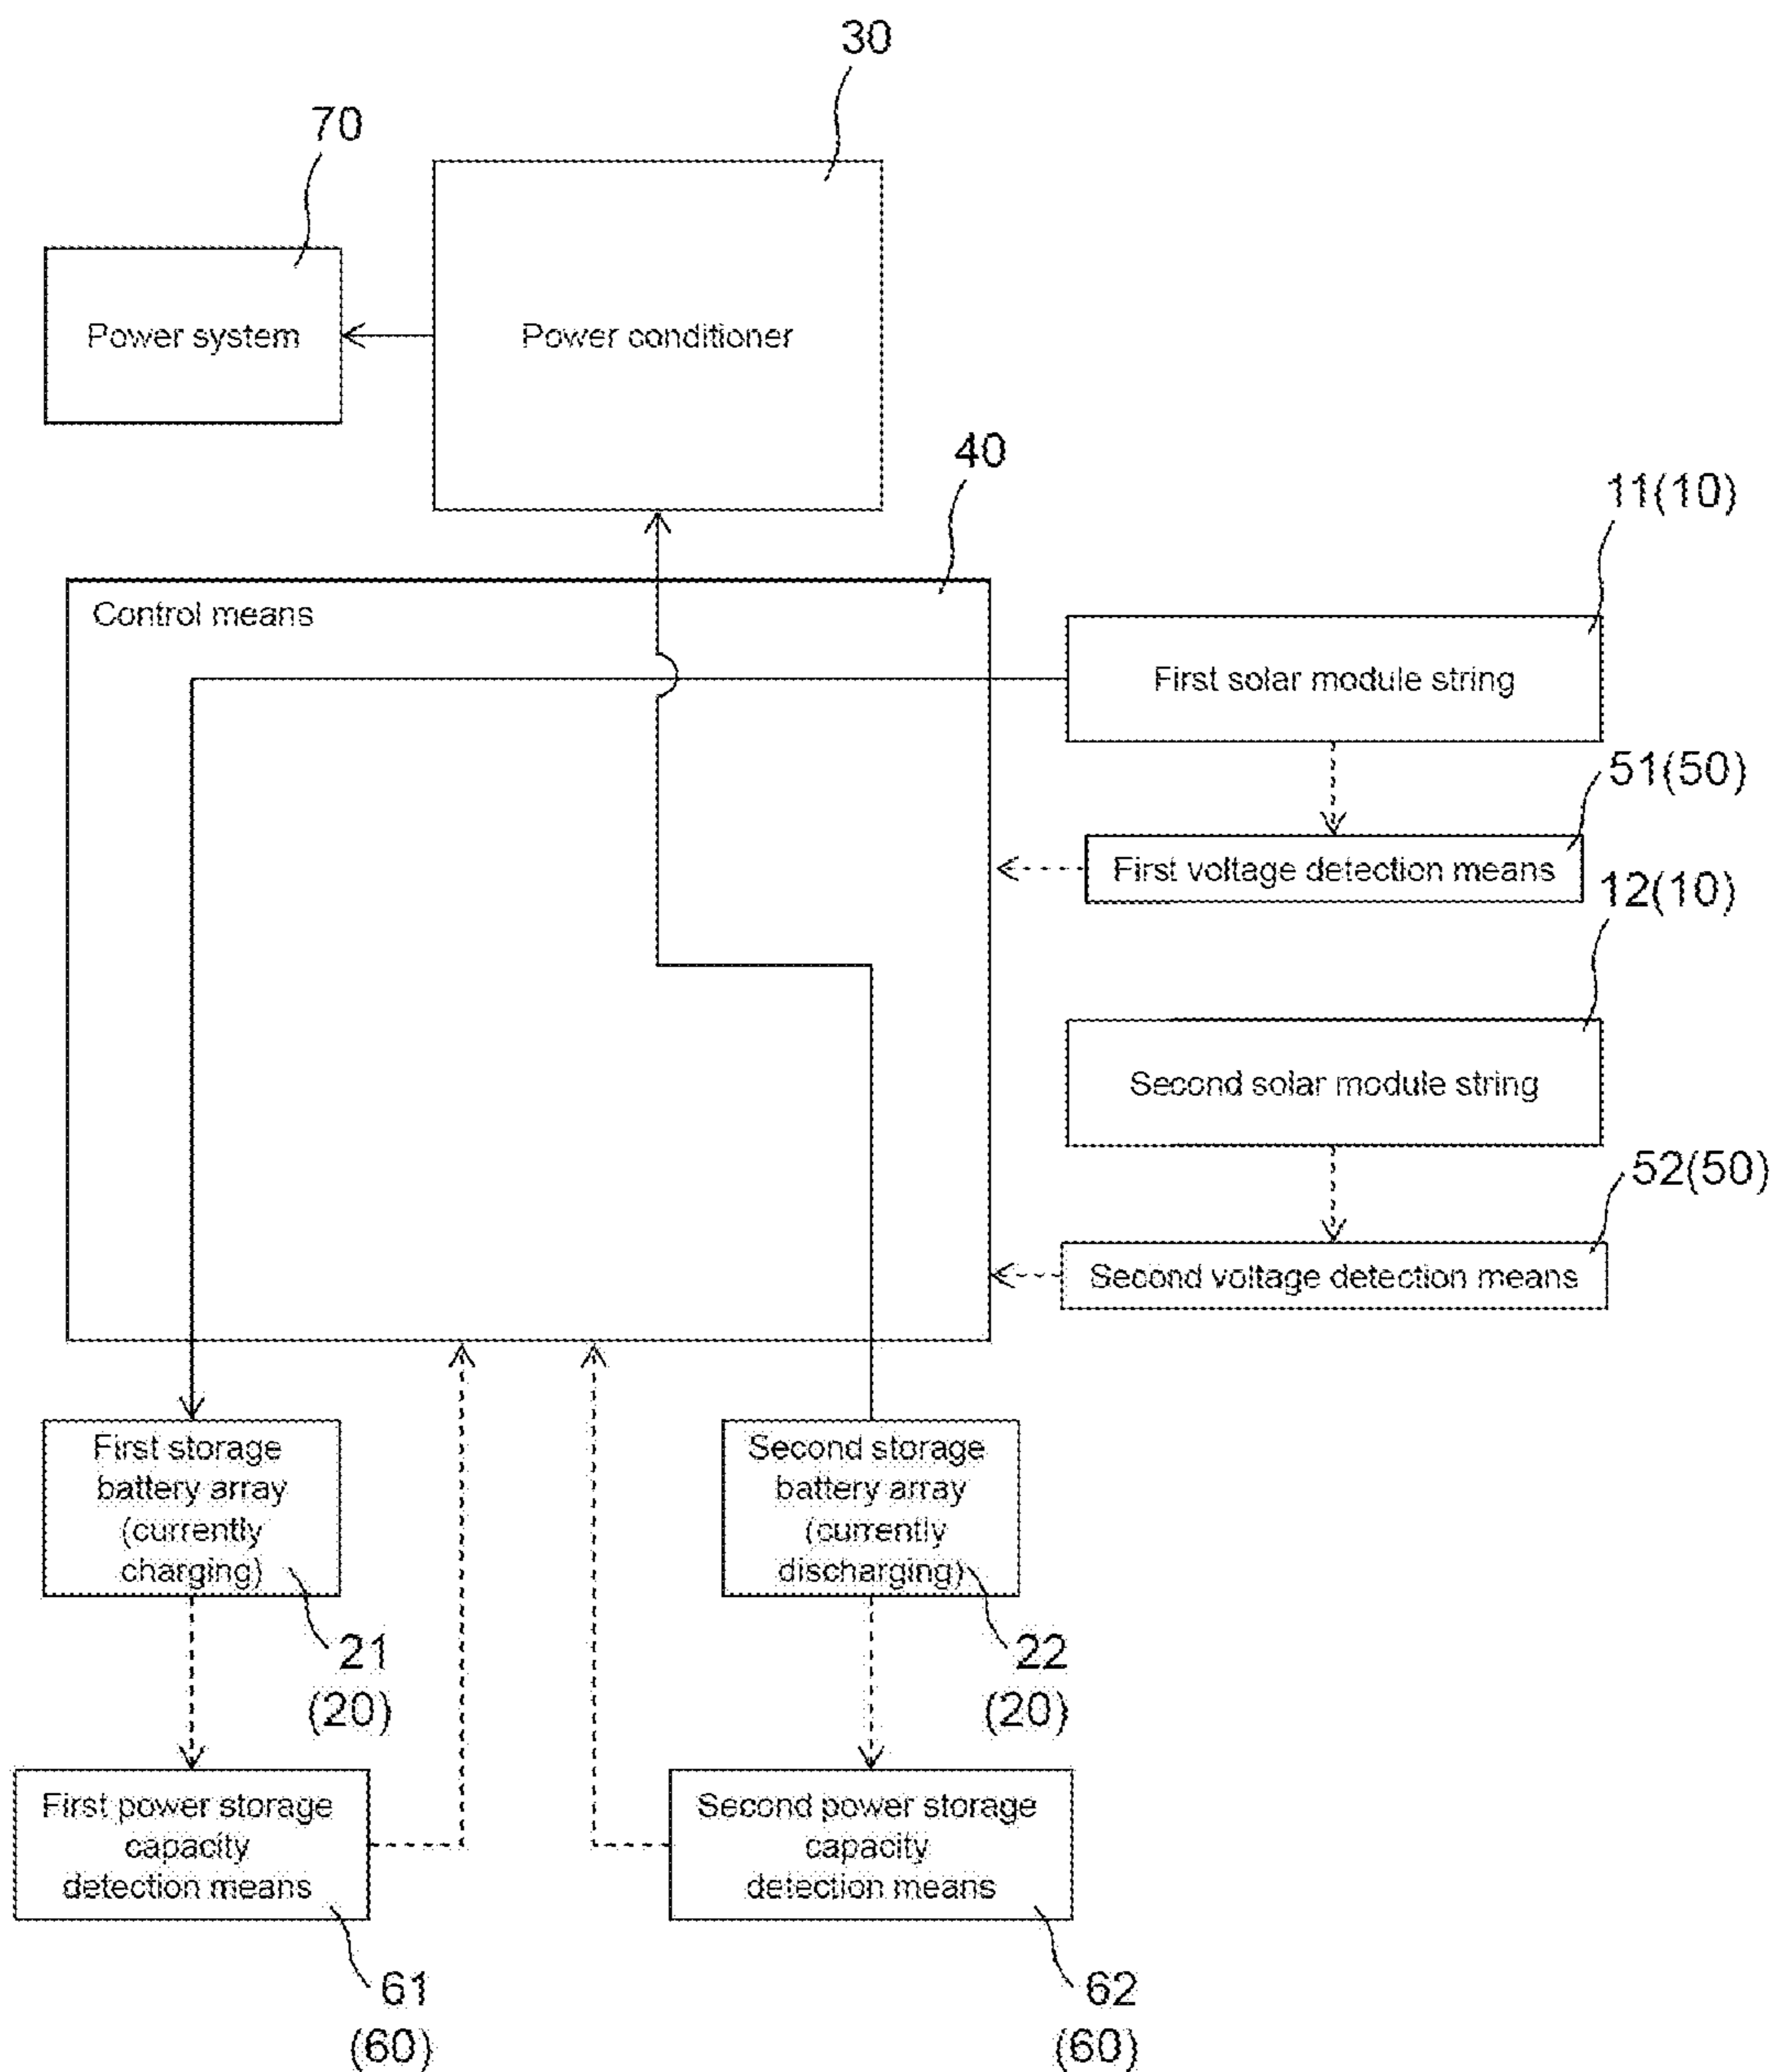 30
70
Power system
Power conditioner
40
11(10)
Control means
First solar module string
51(50)
First voltage detection means
12(10)
Second solar module string
52(50)
Second voltage detection means
First storage
battery array
(currently
charging)
Second storage
battery array
(currently
discharging)
21
(20)
22
(20)
First power storage
capacity
detection means
Second power storage
capacity
detection means
61
(60)
62
(60)